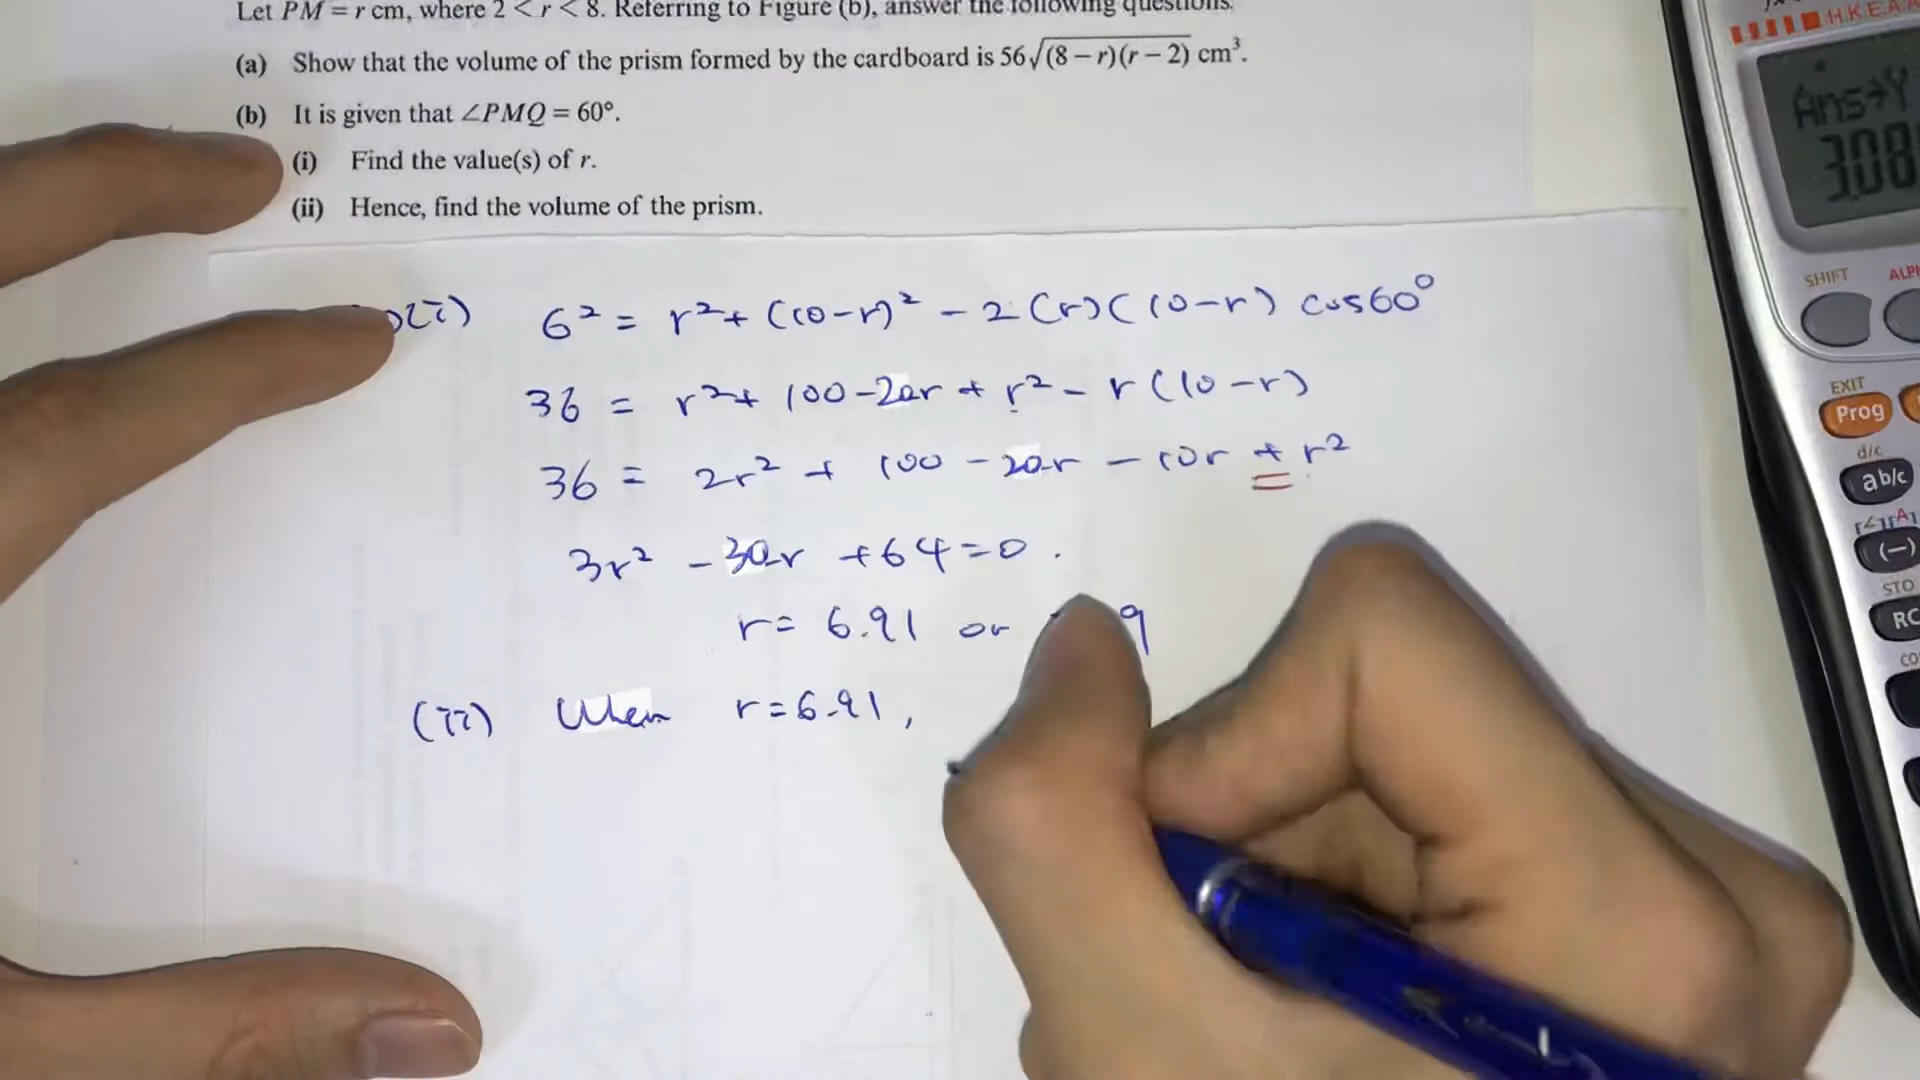 Let PM = r cm, where 2 < r < 8. Referring to Figure (b), answer the following questions.
(a) Show that the volume of the prism formed by the cardboard is 56√(8 – r)(r – 2) cm³.
(b) It is given that ∠PMQ = 60°.
(i) Find the value(s) of r.
(ii) Hence, find the volume of the prism.
6² = r² + (10-r)² - 2(r)(10-r) cos60°
36 = r² + 100 - 20r + r² - r(10-r)
36 = 2r² + 100 - 20r - 10r + r²
3r² - 30r + 64 = 0.
r = 6.91 or 9
(ii) When r = 6.91,
HKEAA
Ans→Y
3.08
SHIFT
EXIT
Prog
d/c
ab/c
(–)
STO